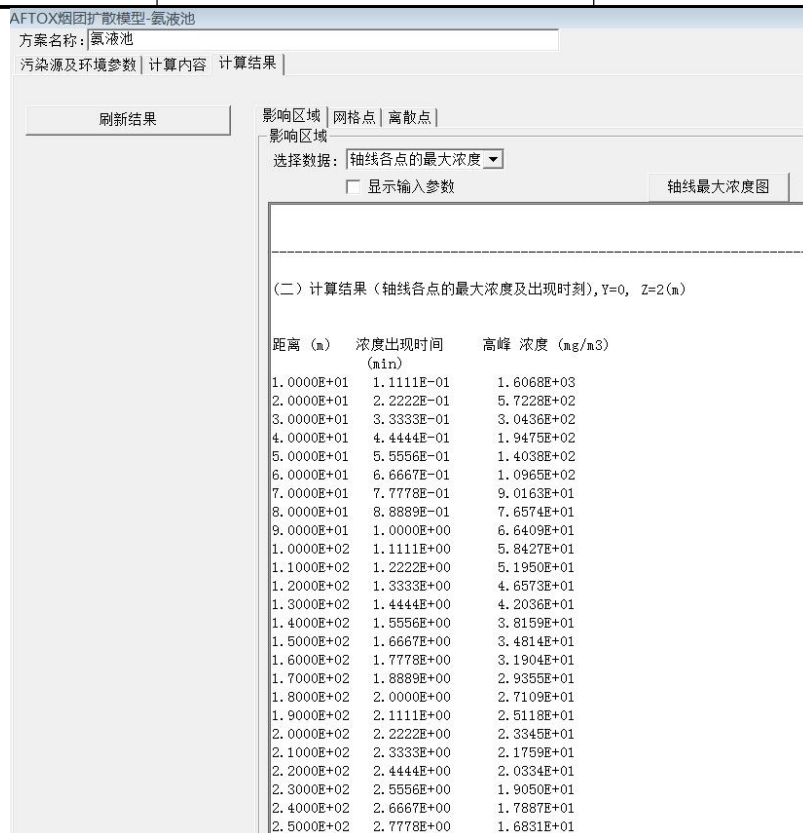 AFTOX烟团扩散模型-氨液池
方案名称:氨液池
污染源及环境参数 计算内容 计算结果
刷新结果
影响区域 网格点 离散点
影响区域
选择数据: 轴线各点的最大浓度
显示输入参数 轴线最大浓度图
(二)计算结果(轴线各点的最大浓度及出现时刻),Y=0, Z=2(m)
距离 (m) 浓度出现时间 高峰 浓度 (mg/m3)
(min)
1.0000E+01 1.1111E-01 1.6068E+03
2.0000E+01 2.2222E-01 5.7228E+02
3.0000E+01 3.3333E-01 3.0436E+02
4.0000E+01 4.4444E-01 1.9475E+02
5.0000E+01 5.5556E-01 1.4038E+02
6.0000E+01 6.6667E-01 1.0965E+02
7.0000E+01 7.7778E-01 9.0163E+01
8.0000E+01 8.8889E-01 7.6574E+01
9.0000E+01 1.0000E+00 6.6409E+01
1.0000E+02 1.1111E+00 5.8427E+01
1.1000E+02 1.2222E+00 5.1950E+01
1.2000E+02 1.3333E+00 4.6573E+01
1.3000E+02 1.4444E+00 4.2036E+01
1.4000E+02 1.5556E+00 3.8159E+01
1.5000E+02 1.6667E+00 3.4814E+01
1.6000E+02 1.7778E+00 3.1904E+01
1.7000E+02 1.8889E+00 2.9355E+01
1.8000E+02 2.0000E+00 2.7109E+01
1.9000E+02 2.1111E+00 2.5118E+01
2.0000E+02 2.2222E+00 2.3345E+01
2.1000E+02 2.3333E+00 2.1759E+01
2.2000E+02 2.4444E+00 2.0334E+01
2.3000E+02 2.5556E+00 1.9050E+01
2.4000E+02 2.6667E+00 1.7887E+01
2.5000E+02 2.7778E+00 1.6831E+01